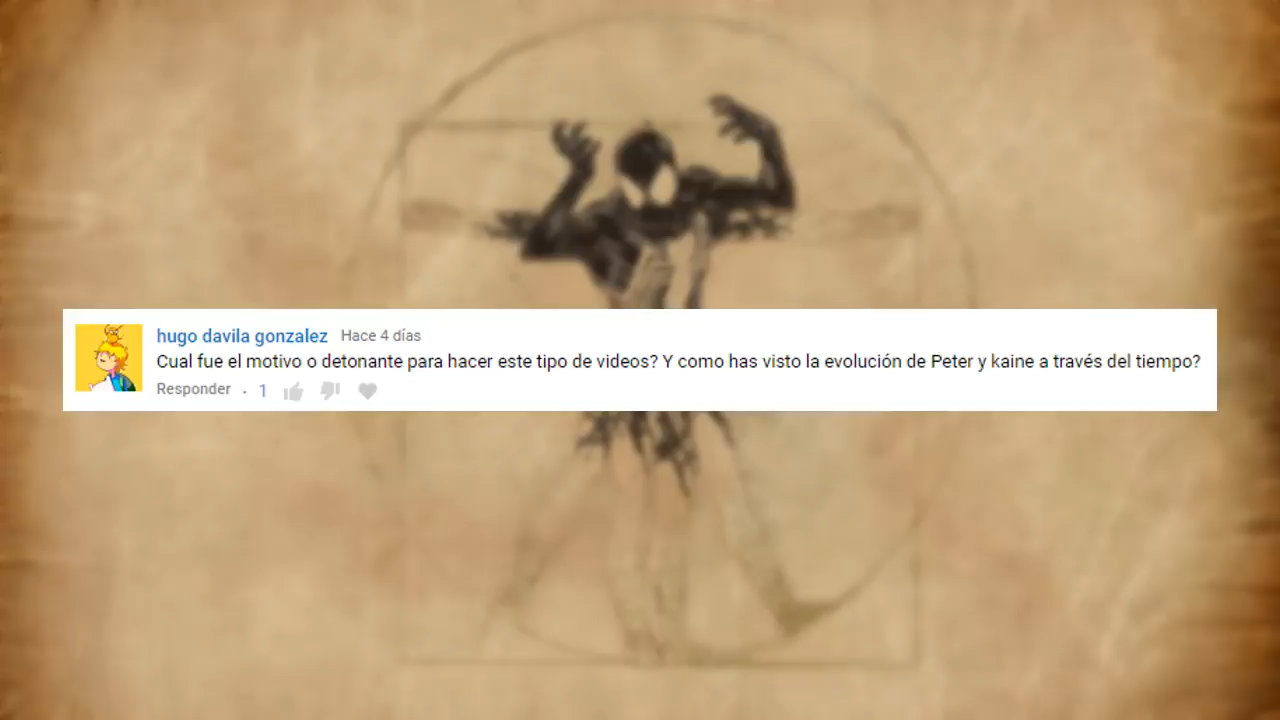 hugo davila gonzalez Hace 4 días
Cual fue el motivo o detonante para hacer este tipo de videos? Y como has visto la evolución de Peter y kaine a través del tiempo?
Responder . 1